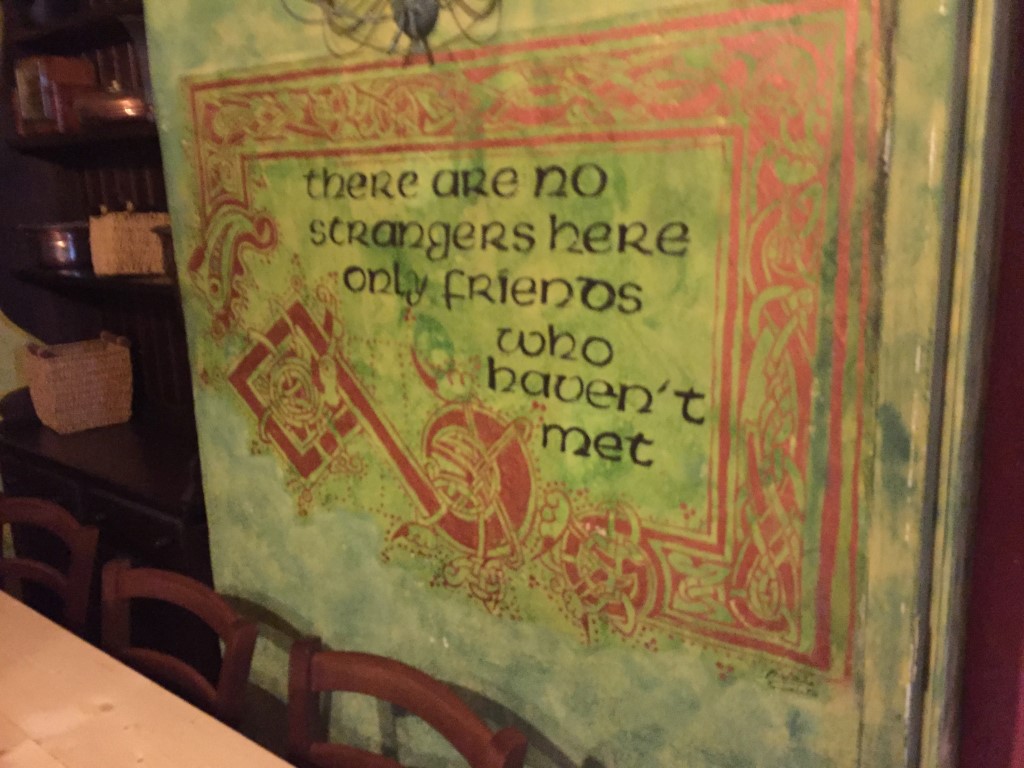 there are no
strangers here
only friends
who
haven't
met